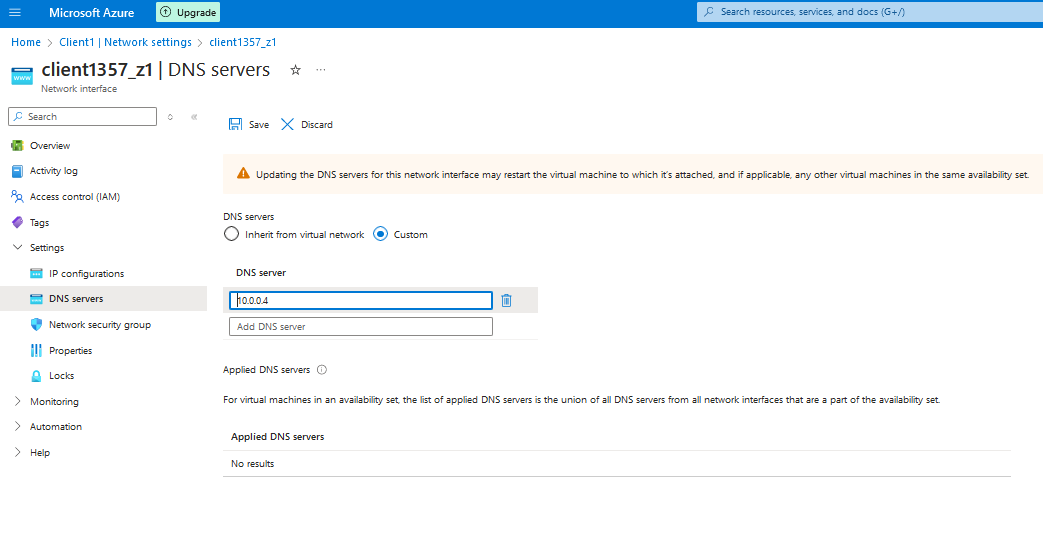 Microsoft Azure
Upgrade
Search resources, services, and docs (G+/)
Home > Client1 | Network settings > client1357_z1
client1357_z1 | DNS servers
Network interface
Search
Save
Discard
Overview
Activity log
Access control (IAM)
Tags
Settings
IP configurations
DNS servers
Network security group
Properties
Locks
Monitoring
Automation
Help
Updating the DNS servers for this network interface may restart the virtual machine to which it's attached, and if applicable, any other virtual machines in the same availability set.
DNS servers
Inherit from virtual network
Custom
DNS server
10.0.0.4
Add DNS server
Applied DNS servers
For virtual machines in an availability set, the list of applied DNS servers is the union of all DNS servers from all network interfaces that are a part of the availability set.
Applied DNS servers
No results